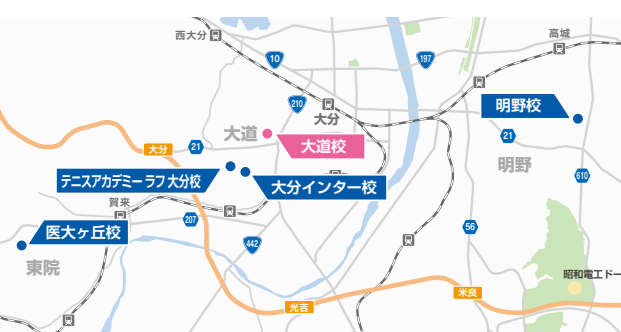 西大分
高城
10
197
210
大分
明野校
大道
大道校
21
大分
21
明野
テニスアカデミー ラフ 大分校
大分インター校
610
賀来
207
医大ヶ丘校
442
56
東院
昭和電工ドー
米良
光吉